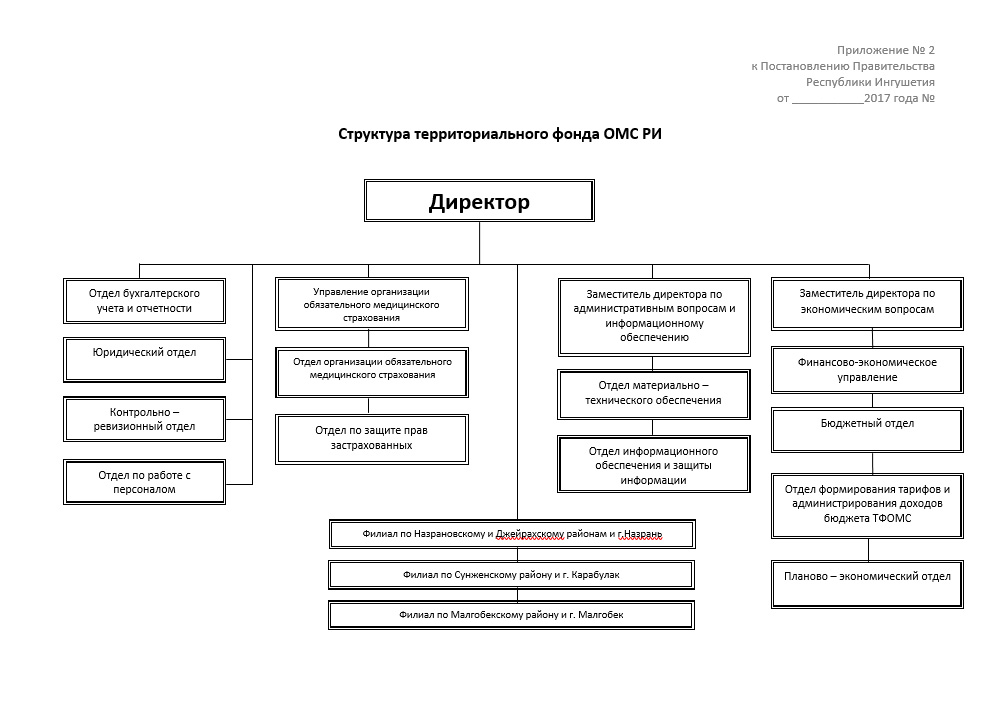 Приложение № 2
к Постановлению Правительства
Республики Ингушетия
от ___________2017 года №
Структура территориального фонда ОМС РИ
Директор
Отдел бухгалтерского
учета и отчетности
Юридический отдел
Контрольно –
ревизионный отдел
Отдел по работе с
персоналом
Управление организации
обязательного медицинского
страхования
Отдел организации обязательного
медицинского страхования
Отдел по защите прав
застрахованных
Заместитель директора по
административным вопросам и
информационному
обеспечению
Отдел материально –
технического обеспечения
Отдел информационного
обеспечения и защиты
информации
Заместитель директора по
экономическим вопросам
Финансово-экономическое
управление
Бюджетный отдел
Отдел формирования тарифов и
администрирования доходов
бюджета ТФОМС
Планово – экономический отдел
Филиал по Назрановскому и Джейрахскому районам и г.Назрань
Филиал по Сунженскому району и г. Карабулак
Филиал по Малгобекскому району и г. Малгобек